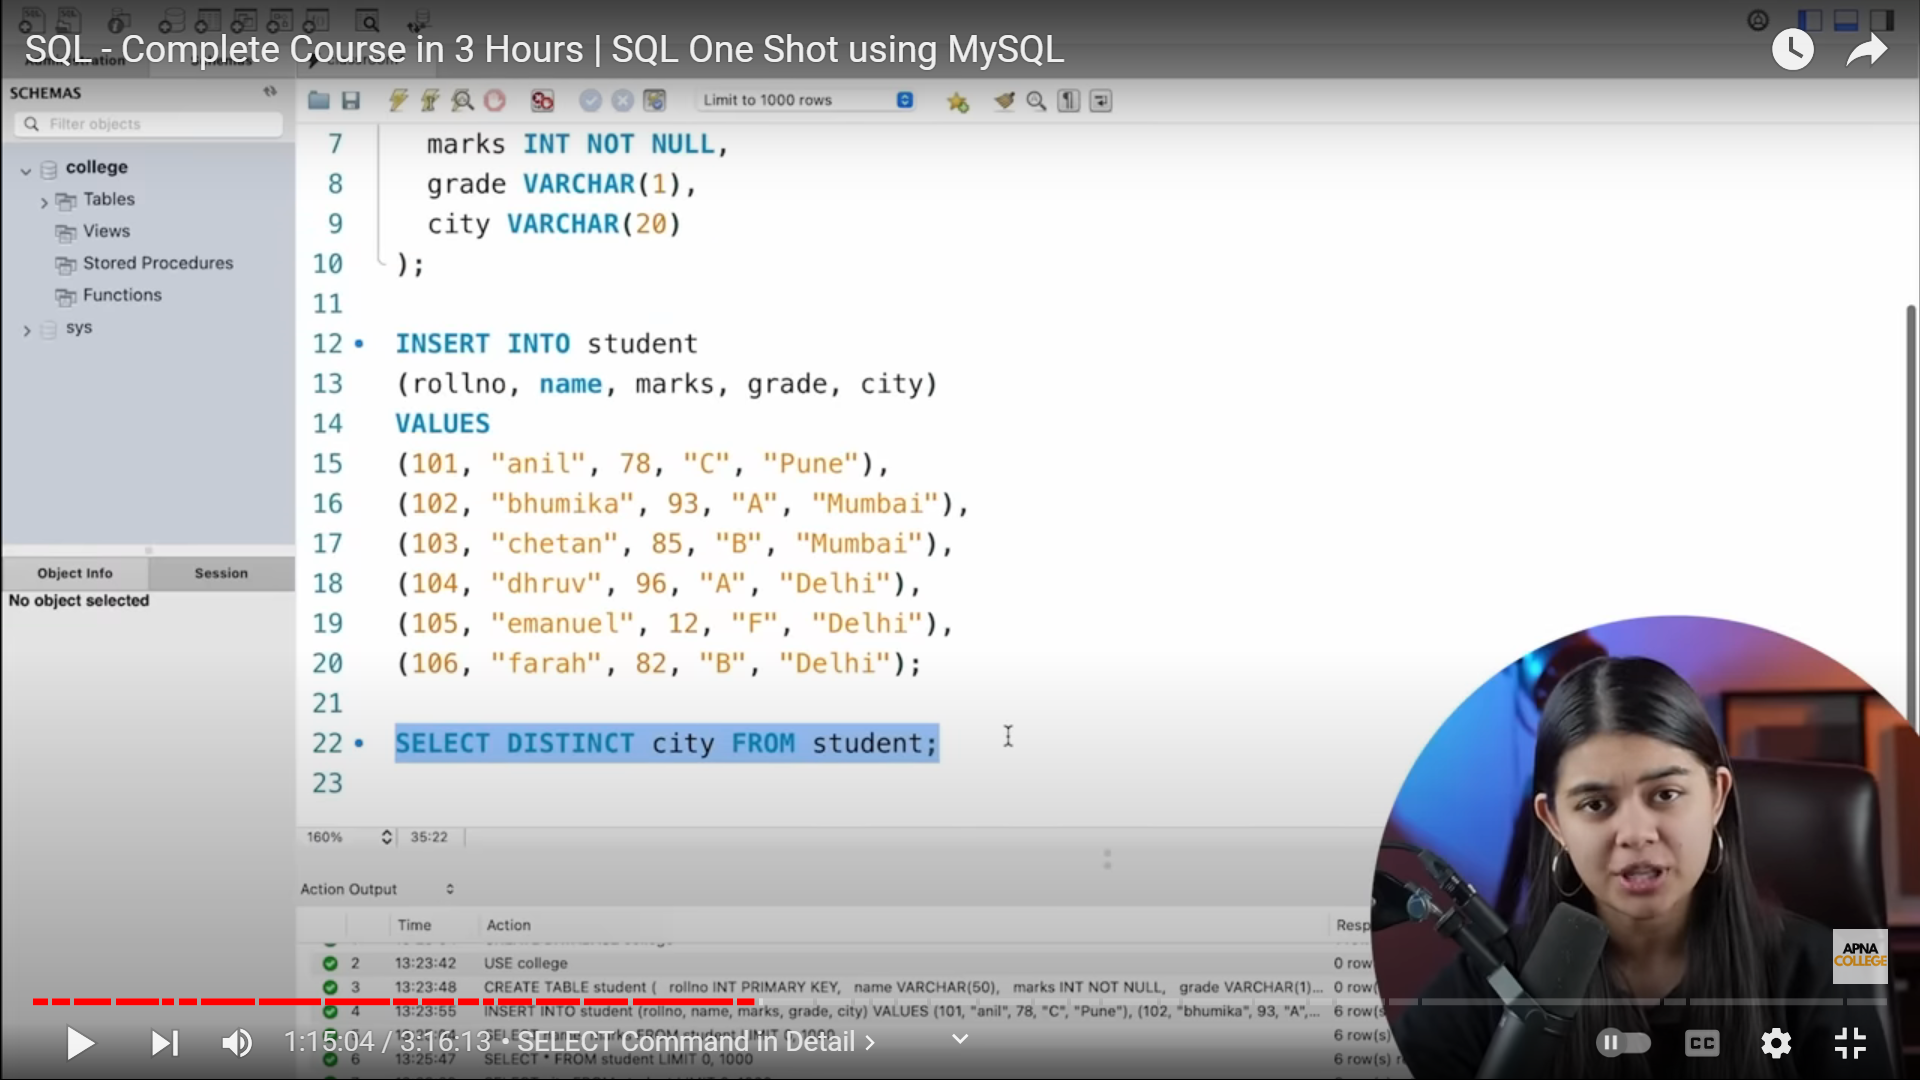 SQL - Complete Course in 3 Hours | SQL One Shot using MySQL
SCHEMAS
Filter objects
college
Tables
Views
Stored Procedures
Functions
sys
Object Info
Session
No object selected
Limit to 1000 rows
7 marks INT NOT NULL,
8 grade VARCHAR(1),
9 city VARCHAR(20)
10 );
11
12 INSERT INTO student
13 (rollno, name, marks, grade, city)
14 VALUES
15 (101, "anil", 78, "C", "Pune"),
16 (102, "bhumika", 93, "A", "Mumbai"),
17 (103, "chetan", 85, "B", "Mumbai"),
18 (104, "dhruv", 96, "A", "Delhi"),
19 (105, "emanuel", 12, "F", "Delhi"),
20 (106, "farah", 82, "B", "Delhi");
21
22 SELECT DISTINCT city FROM student;
23
160% 35:22
Action Output
Time Action Resp
2 13:23:42 USE college 0 row
3 13:23:48 CREATE TABLE student ( rollno INT PRIMARY KEY, name VARCHAR(50), marks INT NOT NULL, grade VARCHAR(1)... 0 row(
4 13:23:55 INSERT INTO student (rollno, name, marks, grade, city) VALUES (101, "anil", 78, "C", "Pune"), (102, "bhumika", 93, "A",... 6 row(s
6 row(s)
6 13:25:47 SELECT * FROM student LIMIT 0, 1000 6 row(s) r
APNA
COLLEGE
1:15:04 / 3:16:13 • SELECT Command in Detail
CC